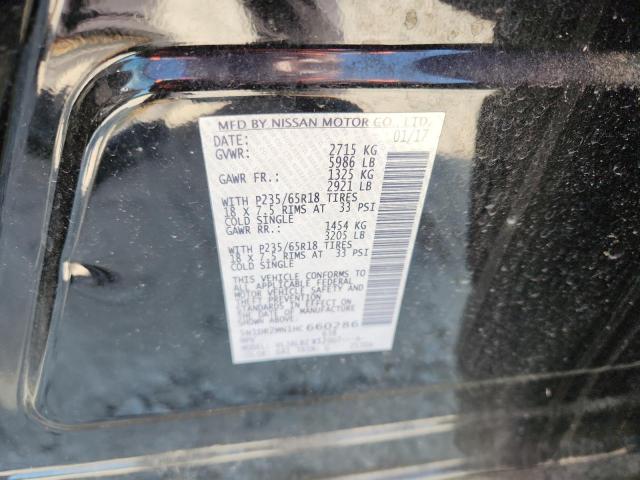 MFD BY NISSAN MOTOR CO., LTD.
DATE: 01/17
GVWR: 2715 KG
5986 LB
GAWR FR: 1325 KG
2921 LB
WITH P235/65R18 TIRES
18 X 7.5 RIMS AT 33 PSI
COLD SINGLE
GAWR RR: 1454 KG
3205 LB
WITH P235/65R18 TIRES
18 X 7.5 RIMS AT 33 PSI
COLD SINGLE
THIS VEHICLE CONFORMS TO
ALL APPLICABLE FEDERAL
MOTOR VEHICLE SAFETY AND
THEFT PREVENTION
STANDARDS IN EFFECT ON
THE DATE OF MANUFACTURE
SHOWN ABOVE.
5N1DR2MN1HC660286
MPV